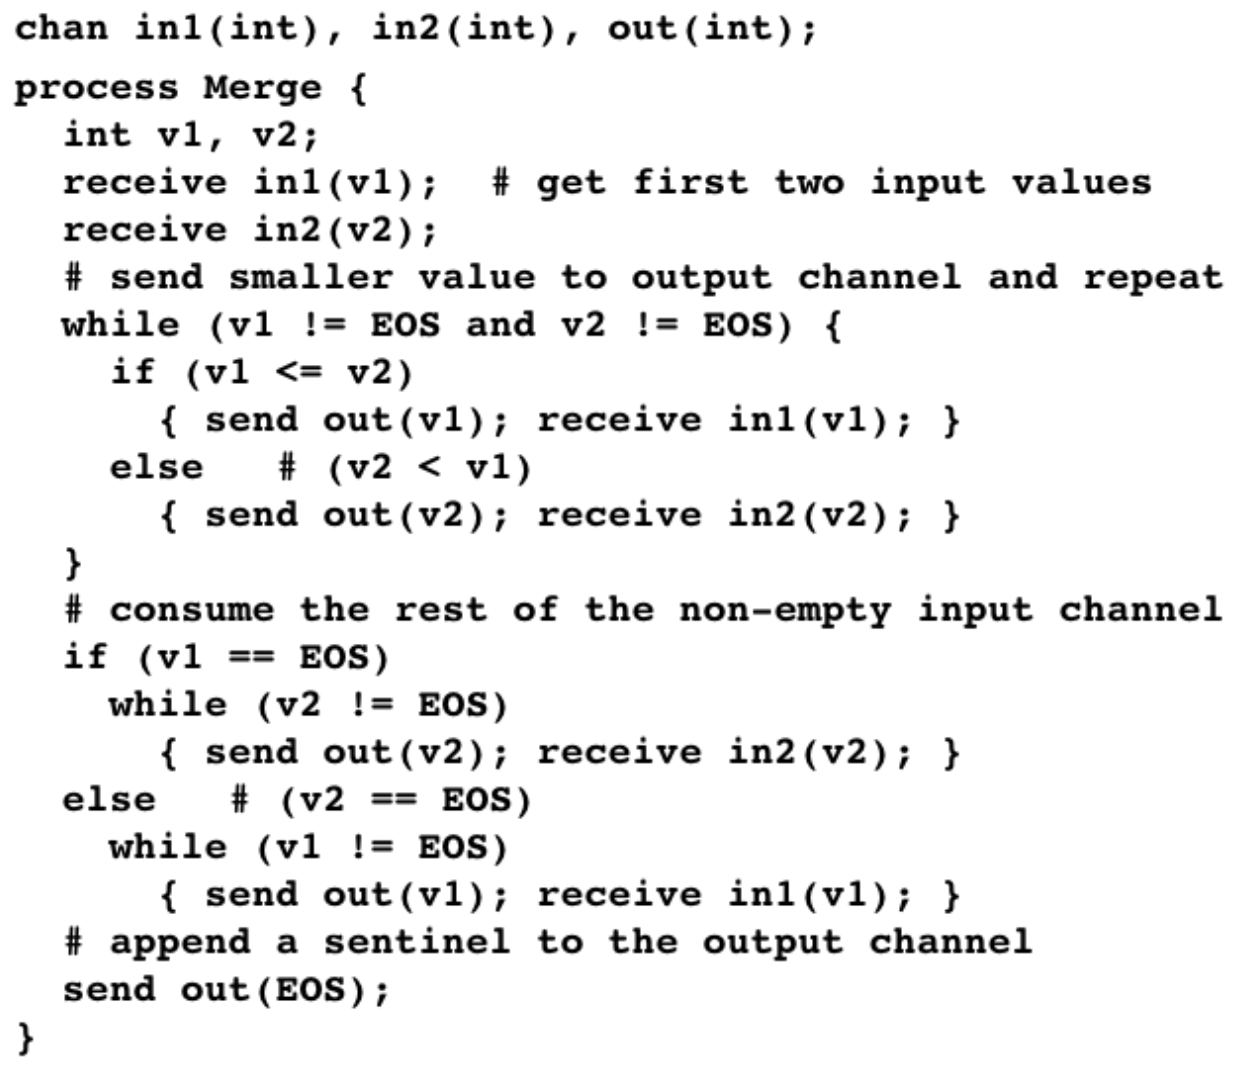 chan in1(int), in2(int), out(int);
process Merge {
int v1, v2;
receive in1(v1);  # get first two input values
receive in2(v2);
# send smaller value to output channel and repeat
while (v1 != EOS and v2 != EOS) {
if (v1 <= v2)
{ send out(v1); receive in1(v1); }
else   # (v2 < v1)
{ send out(v2); receive in2(v2); }
}
# consume the rest of the non-empty input channel
if (v1 == EOS)
while (v2 != EOS)
{ send out(v2); receive in2(v2); }
else   # (v2 == EOS)
while (v1 != EOS)
{ send out(v1); receive in1(v1); }
# append a sentinel to the output channel
send out(EOS);
}